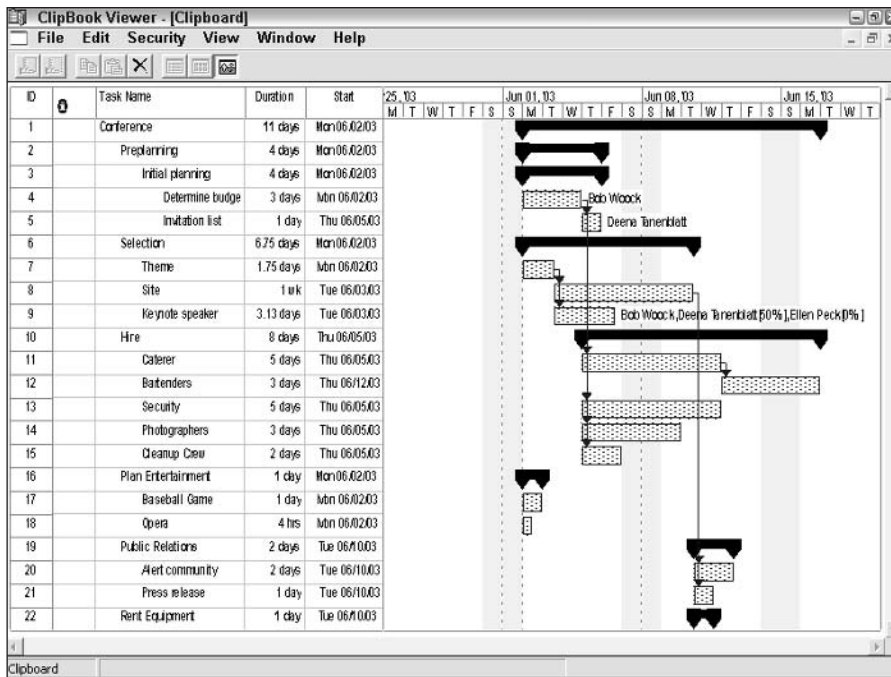 ClipBook Viewer - [Clipboard]
File Edit Security View Window Help
ID Task Name Duration Start '25, '03 Jun 01, '03 Jun 08, '03 Jun 15, '03
M T W T F S S M T W T F S S M T W T F S S M T W T
1 Conference 11 days Mon 06/02/03
2 Preplanning 4 days Mon 06/02/03
3 Initial planning 4 days Mon 06/02/03
4 Determine budge 3 days Mon 06/02/03 Bob Woock
5 Invitation list 1 day Thu 06/05/03 Deena Tanenblatt
6 Selection 6.75 days Mon 06/02/03
7 Theme 1.75 days Mon 06/02/03
8 Site 1 wk Tue 06/03/03
9 Keynote speaker 3.13 days Tue 06/03/03 Bob Woock,Deena Tanenblatt[50%],Ellen Peck[0%]
10 Hire 8 days Thu 06/05/03
11 Caterer 5 days Thu 06/05/03
12 Bartenders 3 days Thu 06/12/03
13 Security 5 days Thu 06/05/03
14 Photographers 3 days Thu 06/05/03
15 Cleanup Crew 2 days Thu 06/05/03
16 Plan Entertainment 1 day Mon 06/02/03
17 Baseball Game 1 day Mon 06/02/03
18 Opera 4 hrs Mon 06/02/03
19 Public Relations 2 days Tue 06/10/03
20 Alert community 2 days Tue 06/10/03
21 Press release 1 day Tue 06/10/03
22 Rent Equipment 1 day Tue 06/10/03
Clipboard